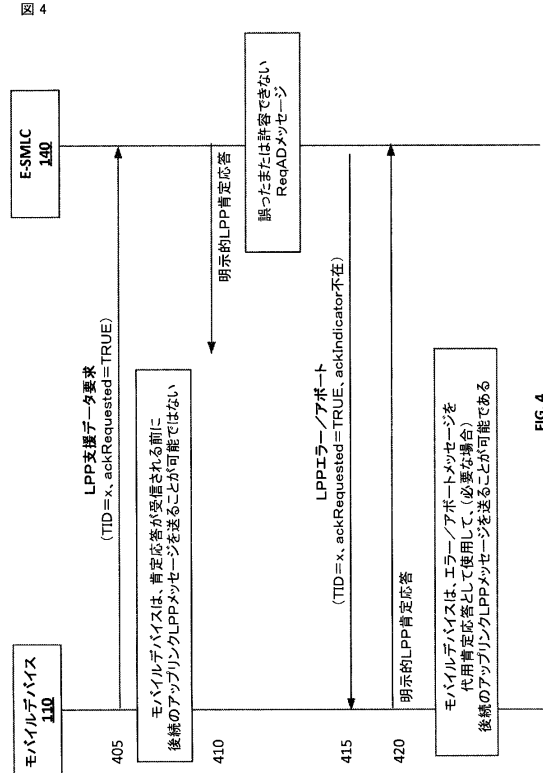 図 4
モバイルデバイス
110
E-SMLC
140
405
LPP支援データ要求
(TID=x、ackRequested=TRUE)
モバイルデバイスは、肯定応答が受信される前に
後続のアップリンクLPPメッセージを送ることが可能ではない
410
明示的LPP肯定応答
誤ったまたは許容できない
ReqADメッセージ
415
LPPエラー/アボート
(TID=x、ackRequested=TRUE、ackIndicator不在)
420
明示的LPP肯定応答
モバイルデバイスは、エラー/アボートメッセージを
代用肯定応答として使用して、(必要な場合)
後続のアップリンクLPPメッセージを送ることが可能である
FIG. 4